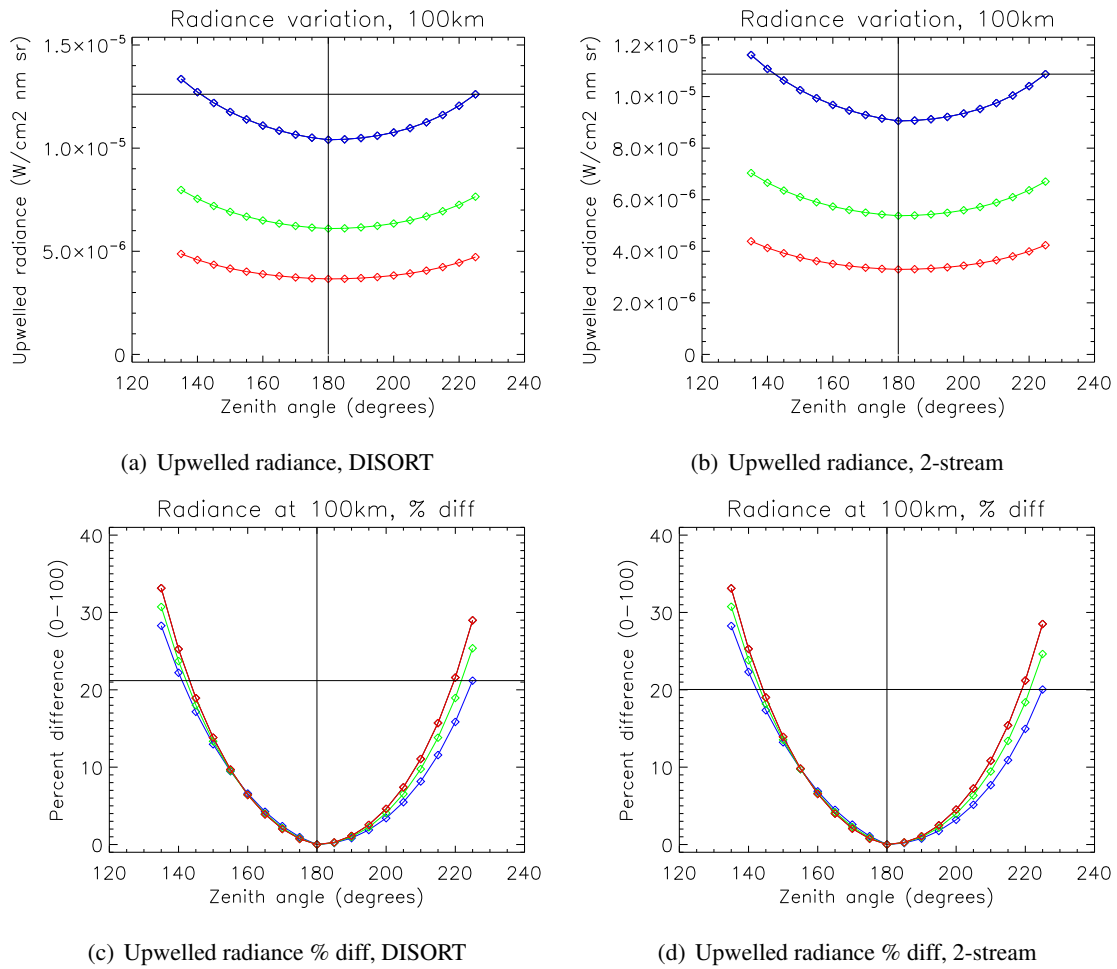 Radiance variation, 100km
Upwelled radiance (W/cm2 nm sr)
1.5×10-5
1.0×10-5
5.0×10-6
0
120 140 160 180 200 220 240
Zenith angle (degrees)
(a) Upwelled radiance, DISORT
Radiance variation, 100km
Upwelled radiance (W/cm2 nm sr)
1.2×10-5
1.0×10-5
8.0×10-6
6.0×10-6
4.0×10-6
2.0×10-6
0
120 140 160 180 200 220 240
Zenith angle (degrees)
(b) Upwelled radiance, 2-stream
Radiance at 100km, % diff
Percent difference (0-100)
40
30
20
10
0
120 140 160 180 200 220 240
Zenith angle (degrees)
(c) Upwelled radiance % diff, DISORT
Radiance at 100km, % diff
Percent difference (0-100)
40
30
20
10
0
120 140 160 180 200 220 240
Zenith angle (degrees)
(d) Upwelled radiance % diff, 2-stream